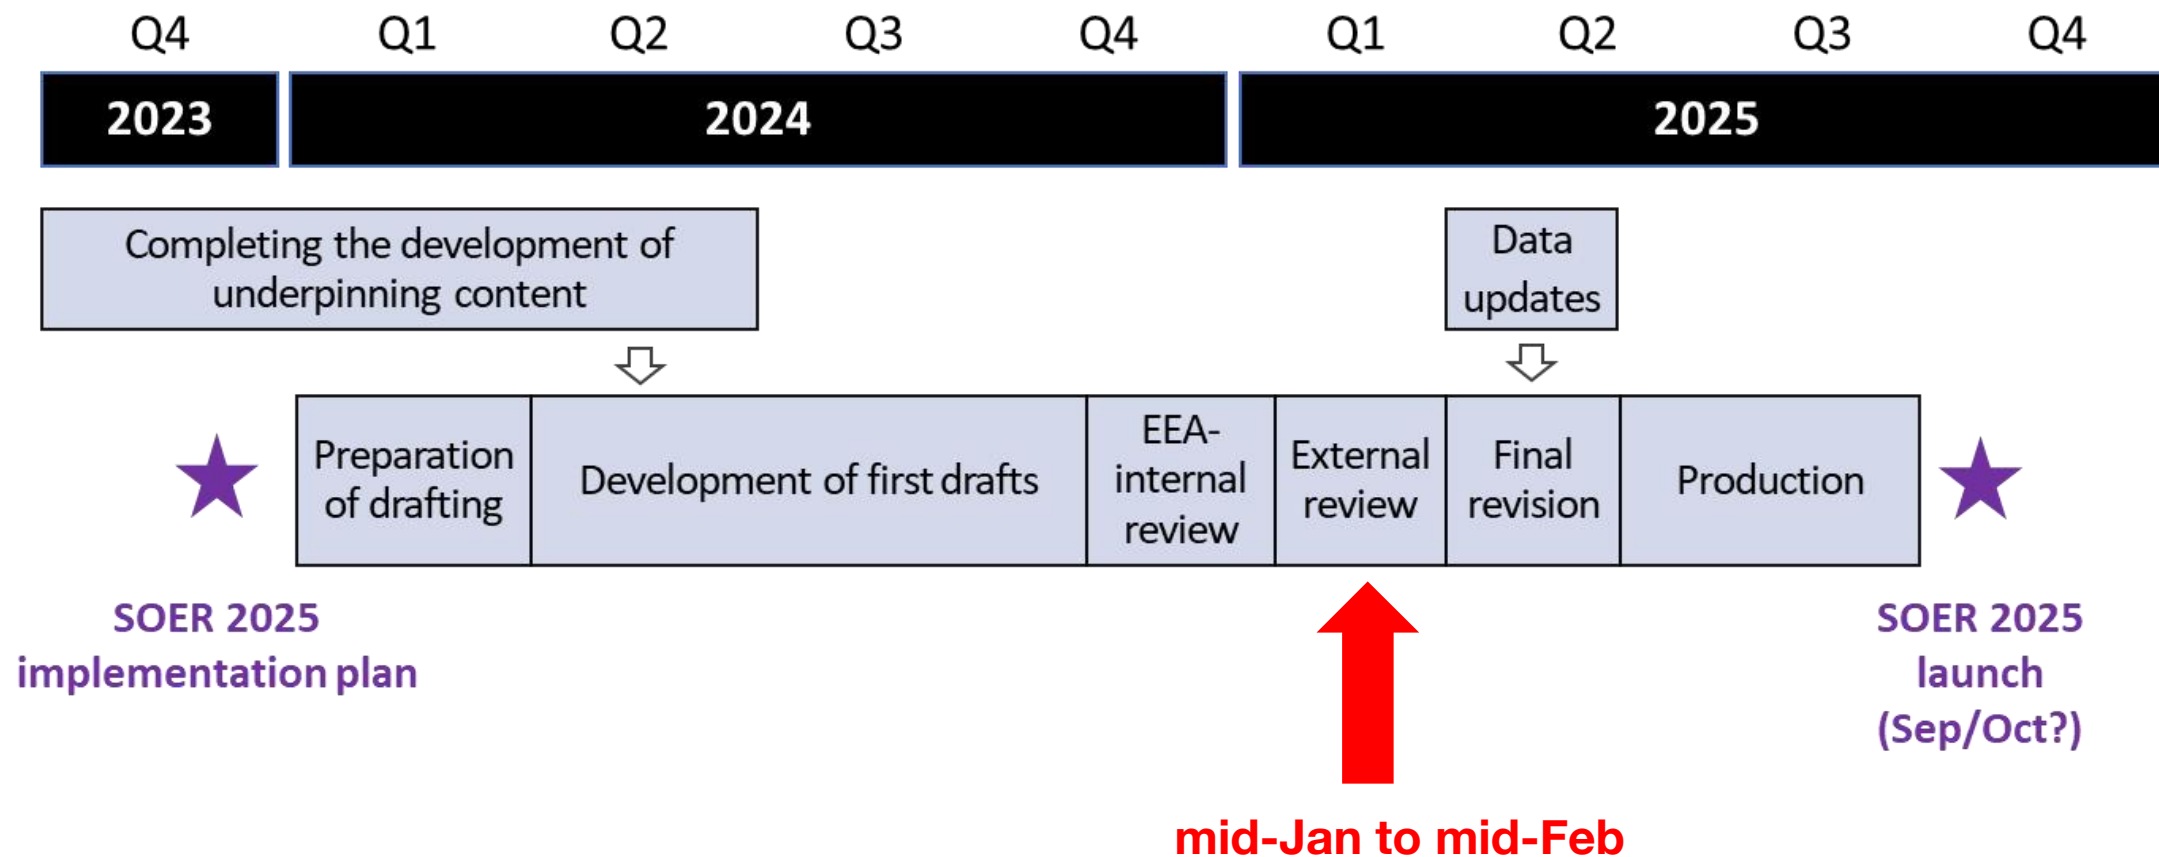 Q4 Q1 Q2 Q3 Q4 Q1 Q2 Q3 Q4
2023 2024 2025
Completing the development of
underpinning content
Data
updates
Preparation
of drafting
Development of first drafts
EEA-
internal
review
External
review
Final
revision
Production
SOER 2025
implementation plan
SOER 2025
launch
(Sep/Oct?)
mid-Jan to mid-Feb